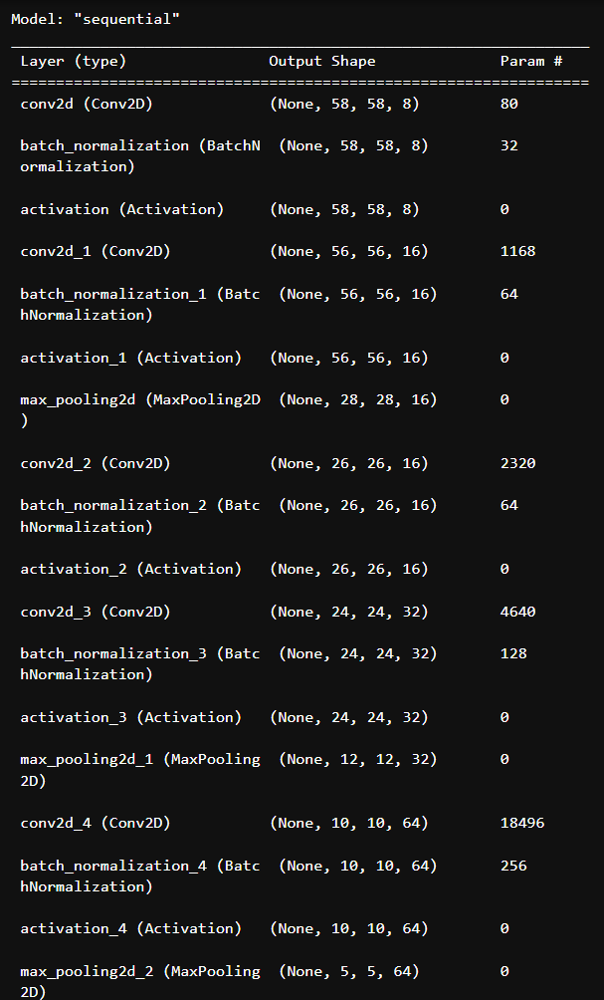 Model: "sequential"
_________________________________________________________________
Layer (type)                Output Shape              Param #
=================================================================
conv2d (Conv2D)             (None, 58, 58, 8)         80
batch_normalization (BatchN  (None, 58, 58, 8)        32
ormalization)
activation (Activation)     (None, 58, 58, 8)         0
conv2d_1 (Conv2D)           (None, 56, 56, 16)        1168
batch_normalization_1 (Batc  (None, 56, 56, 16)       64
hNormalization)
activation_1 (Activation)   (None, 56, 56, 16)        0
max_pooling2d (MaxPooling2D  (None, 28, 28, 16)       0
)
conv2d_2 (Conv2D)           (None, 26, 26, 16)        2320
batch_normalization_2 (Batc  (None, 26, 26, 16)       64
hNormalization)
activation_2 (Activation)   (None, 26, 26, 16)        0
conv2d_3 (Conv2D)           (None, 24, 24, 32)        4640
batch_normalization_3 (Batc  (None, 24, 24, 32)       128
hNormalization)
activation_3 (Activation)   (None, 24, 24, 32)        0
max_pooling2d_1 (MaxPooling  (None, 12, 12, 32)       0
2D)
conv2d_4 (Conv2D)           (None, 10, 10, 64)        18496
batch_normalization_4 (Batc  (None, 10, 10, 64)       256
hNormalization)
activation_4 (Activation)   (None, 10, 10, 64)        0
max_pooling2d_2 (MaxPooling  (None, 5, 5, 64)         0
2D)